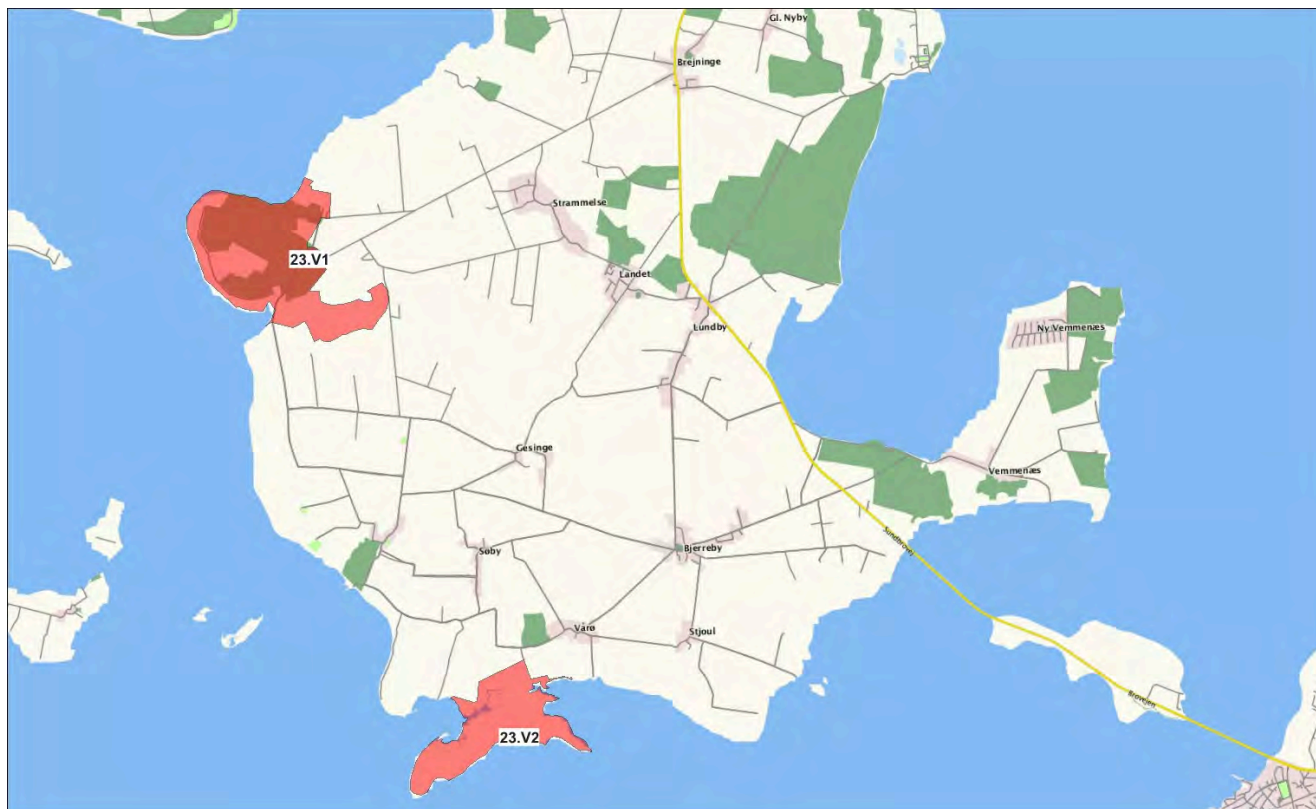 Gl. Nyby
Brejninge
Strammelse
23.V1
Landet
Lundby
Ny Vemmenæs
Gesinge
Vemmenæs
Søby
Bjerreby
Sundbrovej
Vårø
Stjoul
Brovejen
23.V2